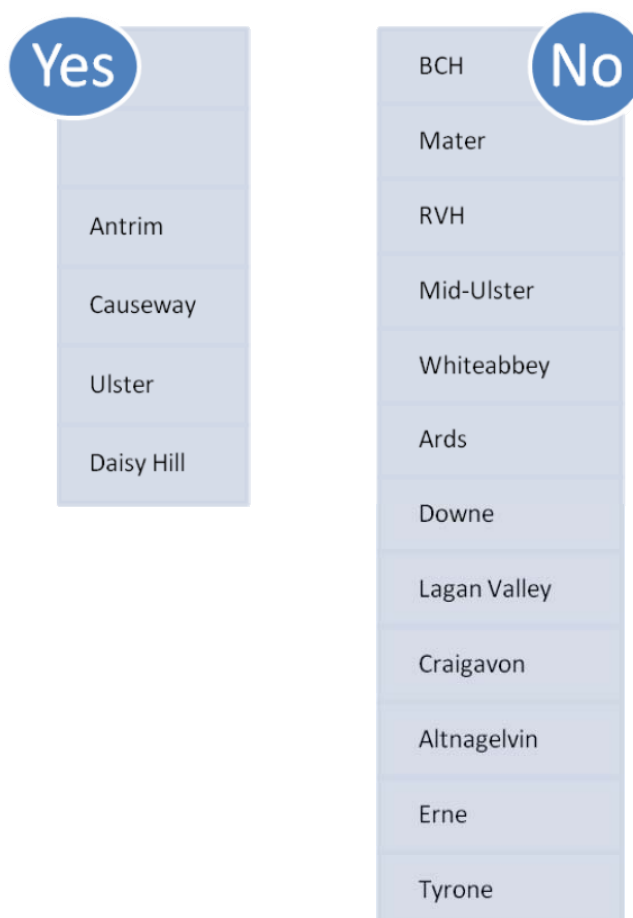 Yes
Antrim
Causeway
Ulster
Daisy Hill
No
BCH
Mater
RVH
Mid-Ulster
Whiteabbey
Ards
Downe
Lagan Valley
Craigavon
Altnagelvin
Erne
Tyrone